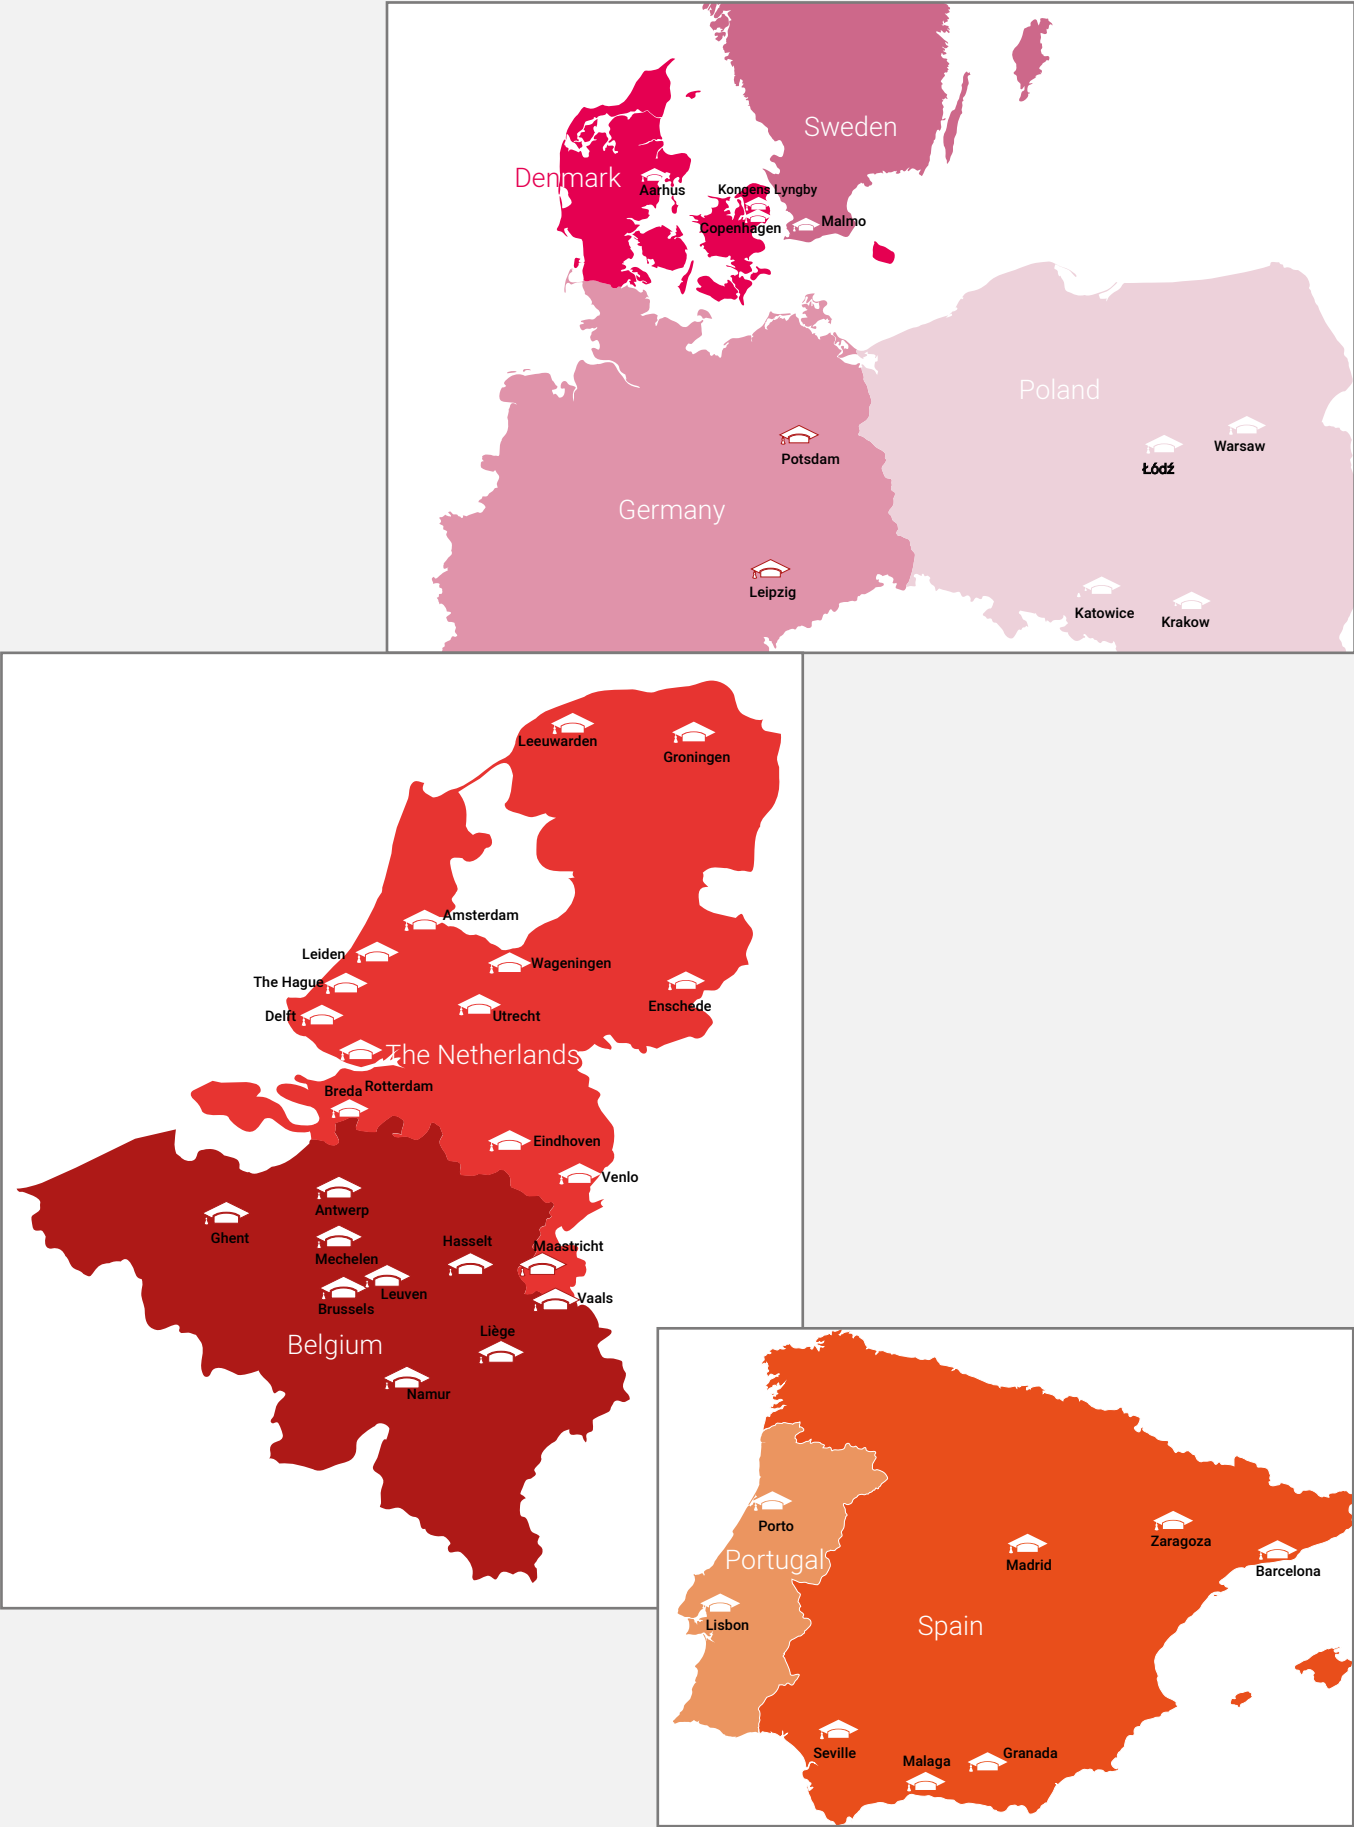 Sweden
Denmark
Aarhus
Kongens Lyngby
Copenhagen
Malmo
Poland
Potsdam
Łódź
Warsaw
Germany
Leipzig
Katowice
Krakow
Leeuwarden
Groningen
Amsterdam
Leiden
Wageningen
The Hague
Enschede
Delft
Utrecht
The Netherlands
Breda
Rotterdam
Eindhoven
Venlo
Antwerp
Ghent
Hasselt
Maastricht
Mechelen
Leuven
Vaals
Brussels
Liège
Belgium
Namur
Porto
Portugal
Zaragoza
Madrid
Barcelona
Lisbon
Spain
Seville
Malaga
Granada